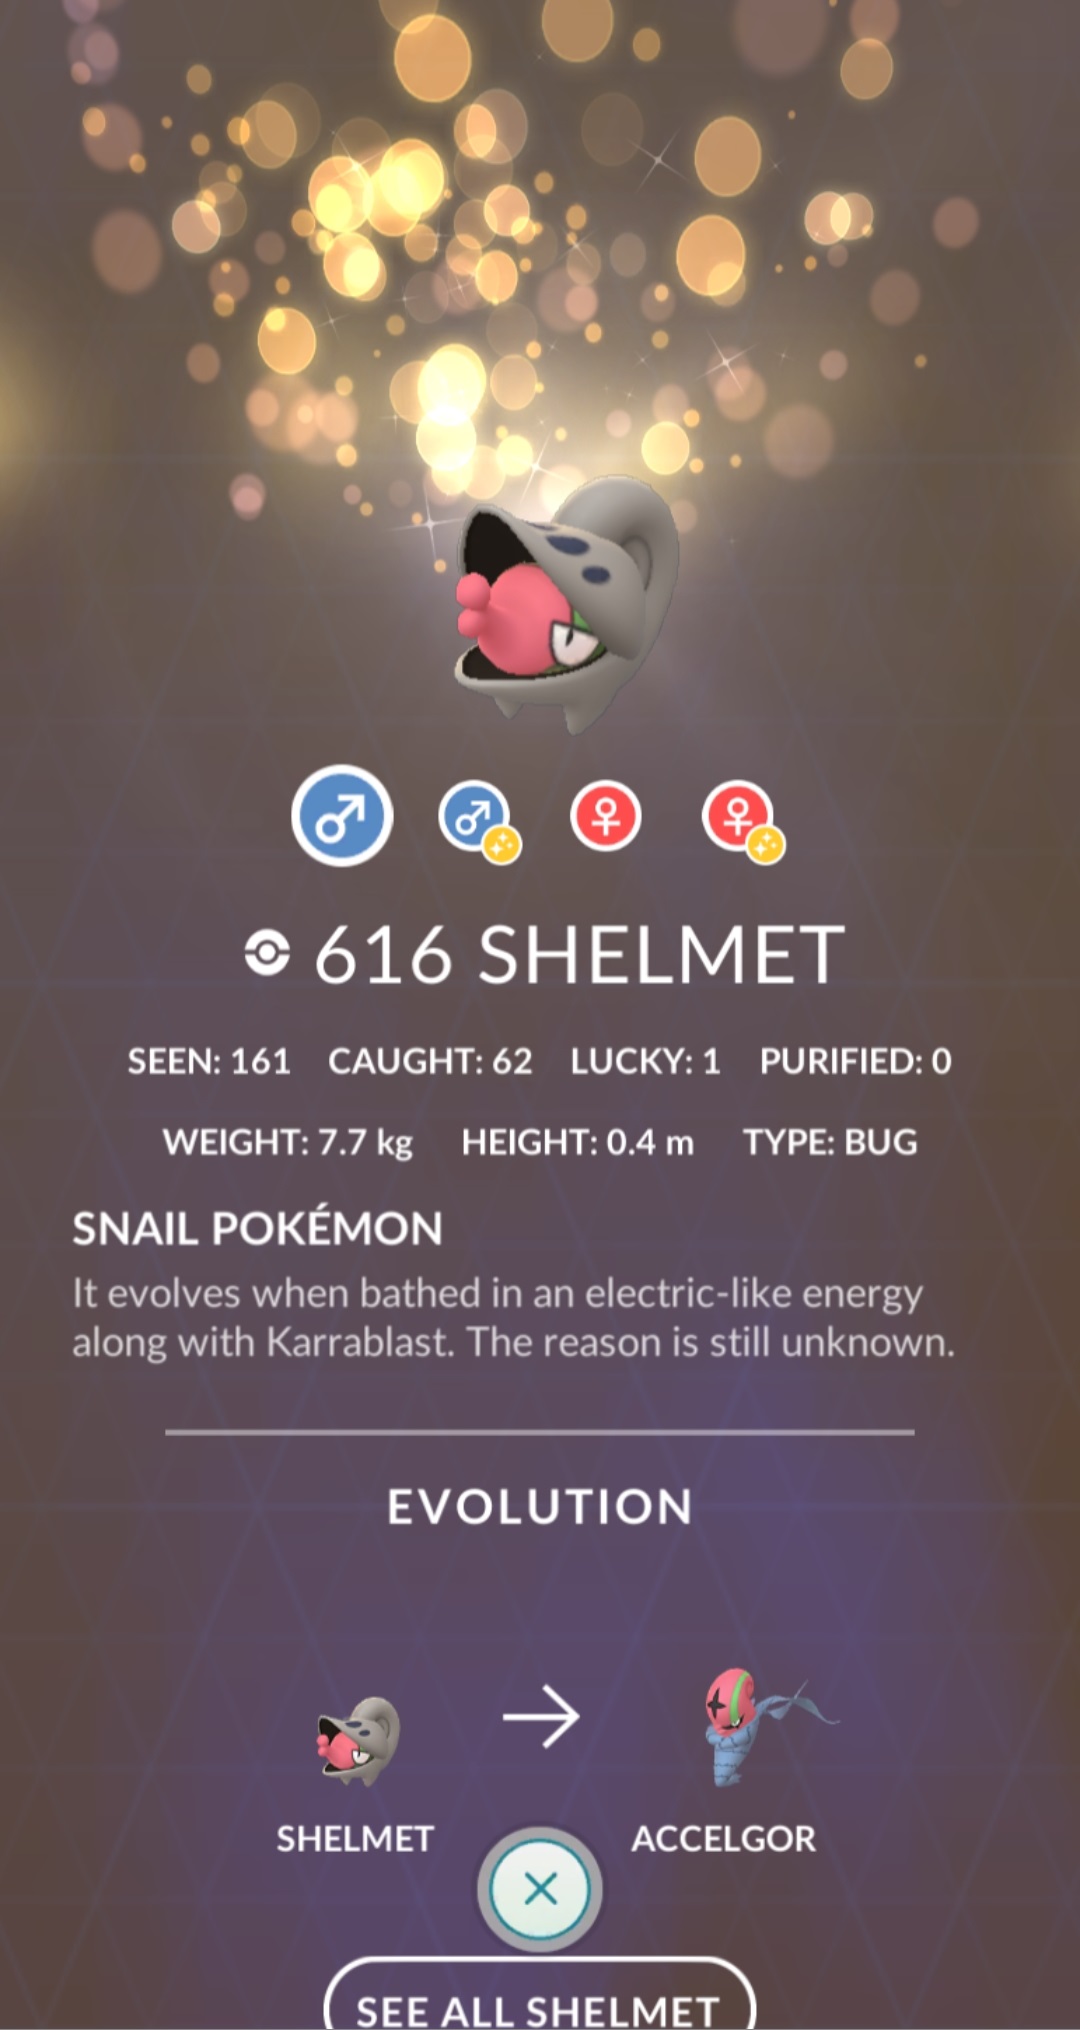 616 SHELMET
SEEN: 161 CAUGHT: 62 LUCKY: 1 PURIFIED: 0
WEIGHT: 7.7 kg HEIGHT: 0.4 m TYPE: BUG
SNAIL POKÉMON
It evolves when bathed in an electric-like energy
along with Karrablast. The reason is still unknown.
EVOLUTION
SHELMET ACCELGOR
SEE ALL SHELMET